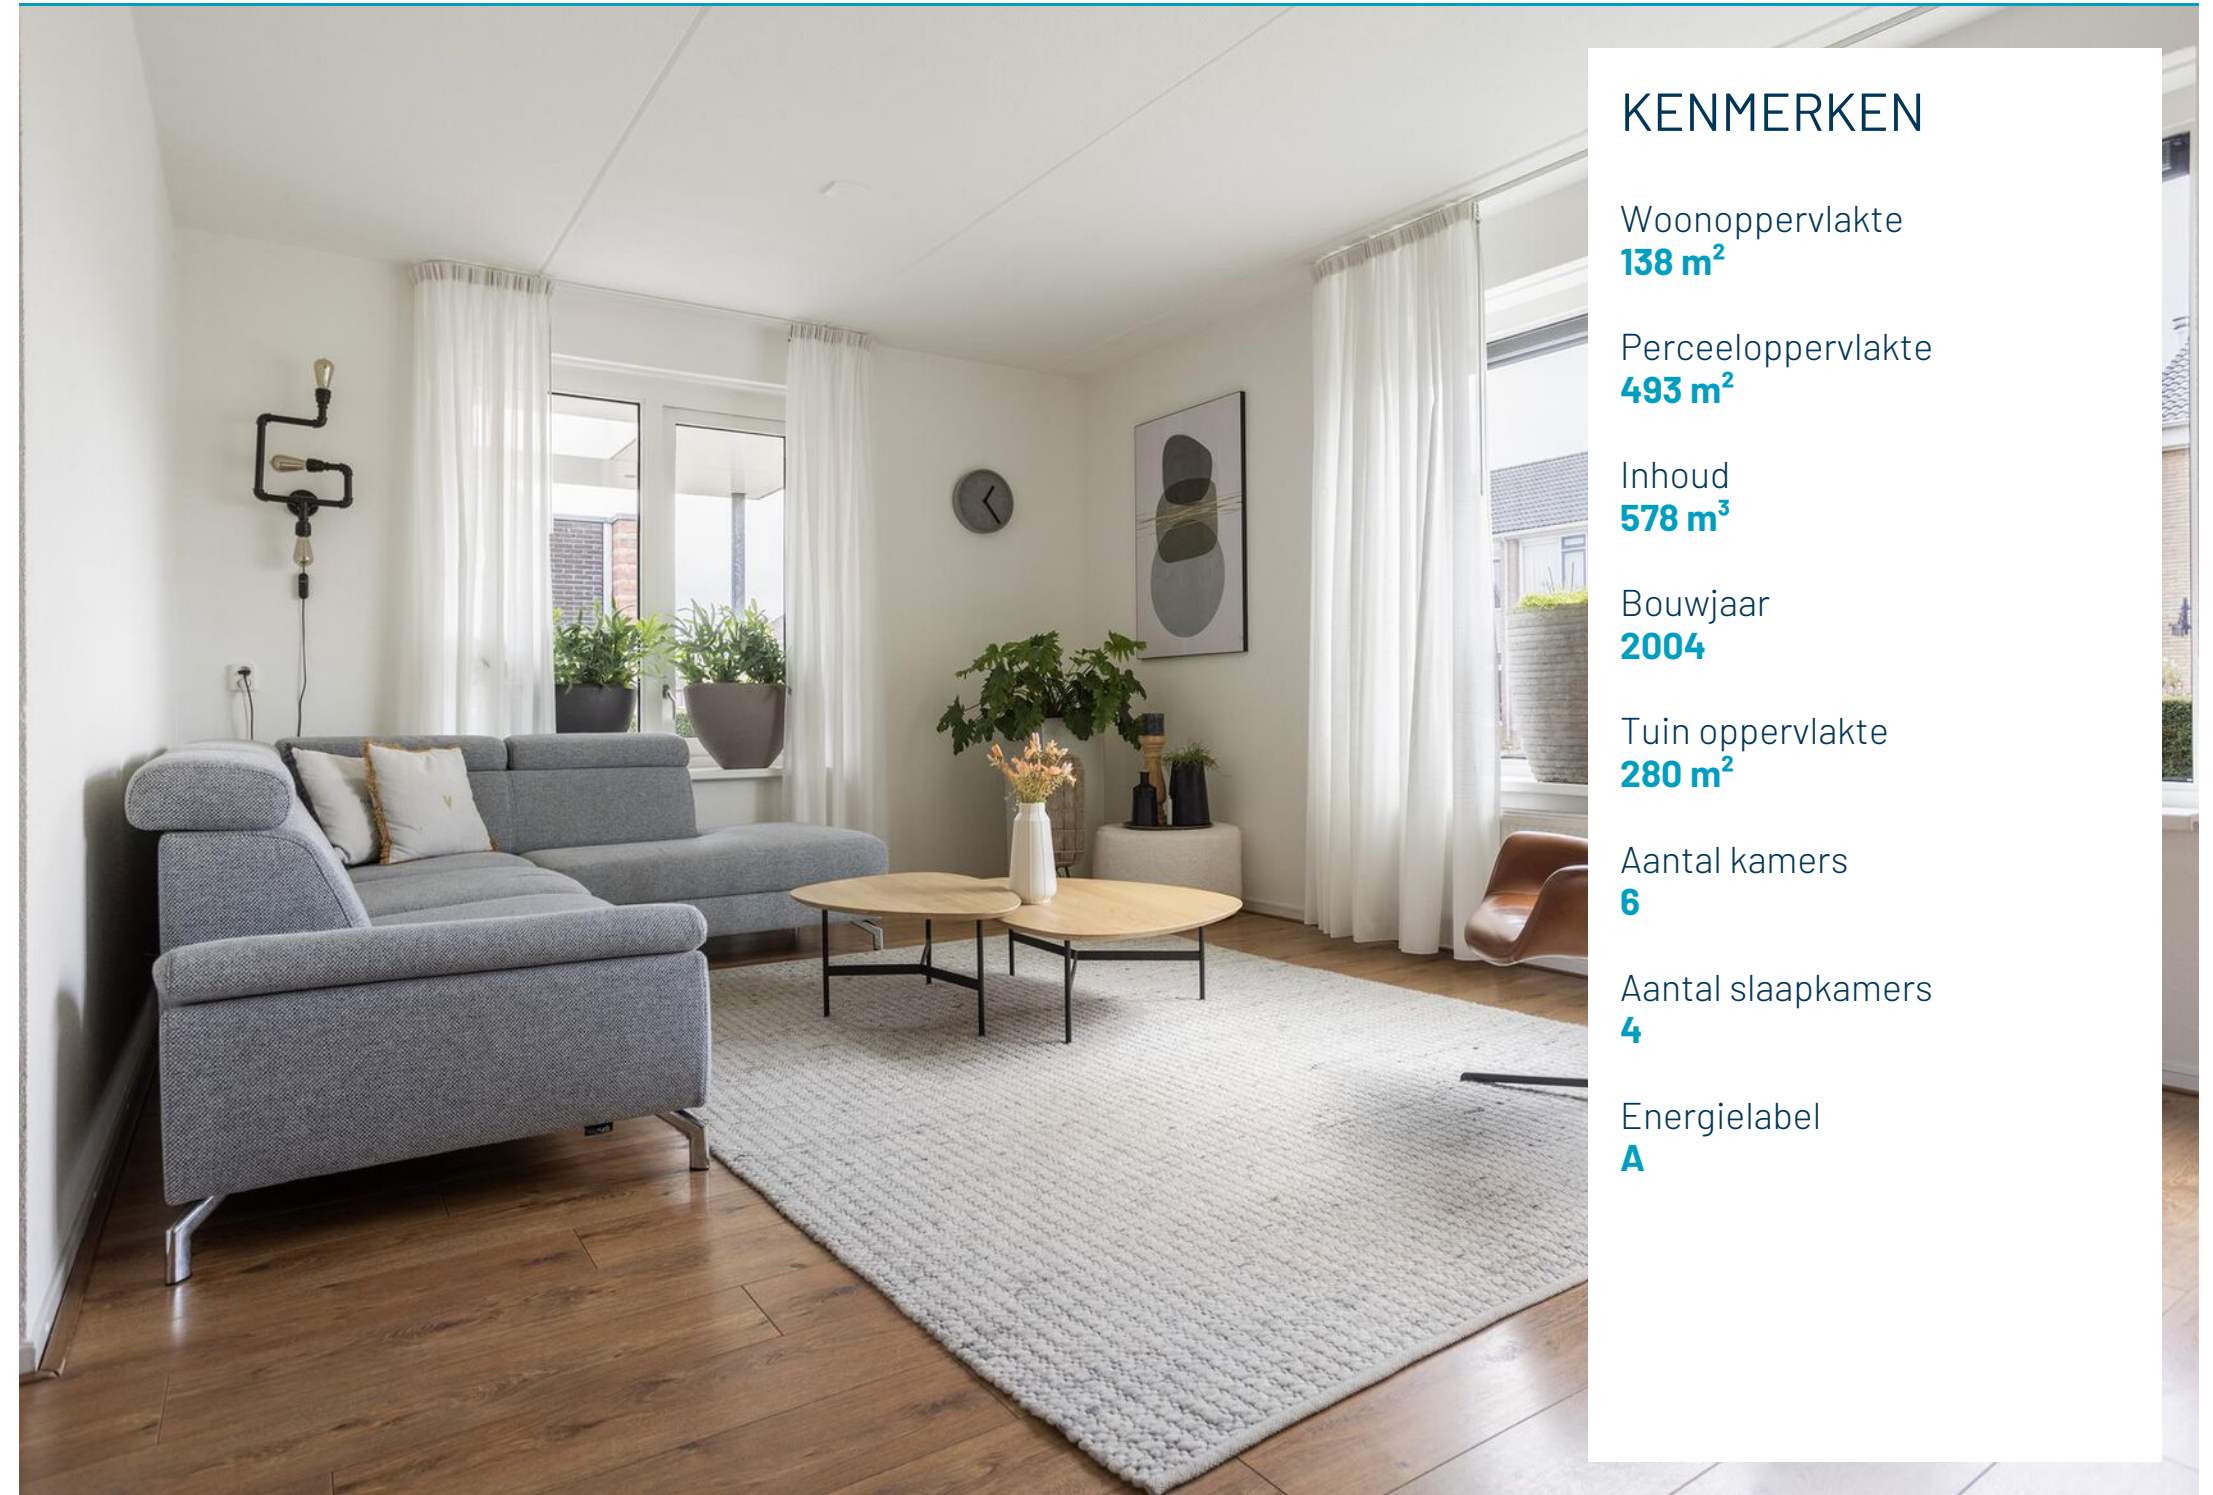 KENMERKEN
Woonoppervlakte
138 m²
Perceeloppervlakte
493 m²
Inhoud
578 m³
Bouwjaar
2004
Tuin oppervlakte
280 m²
Aantal kamers
6
Aantal slaapkamers
4
Energielabel
A